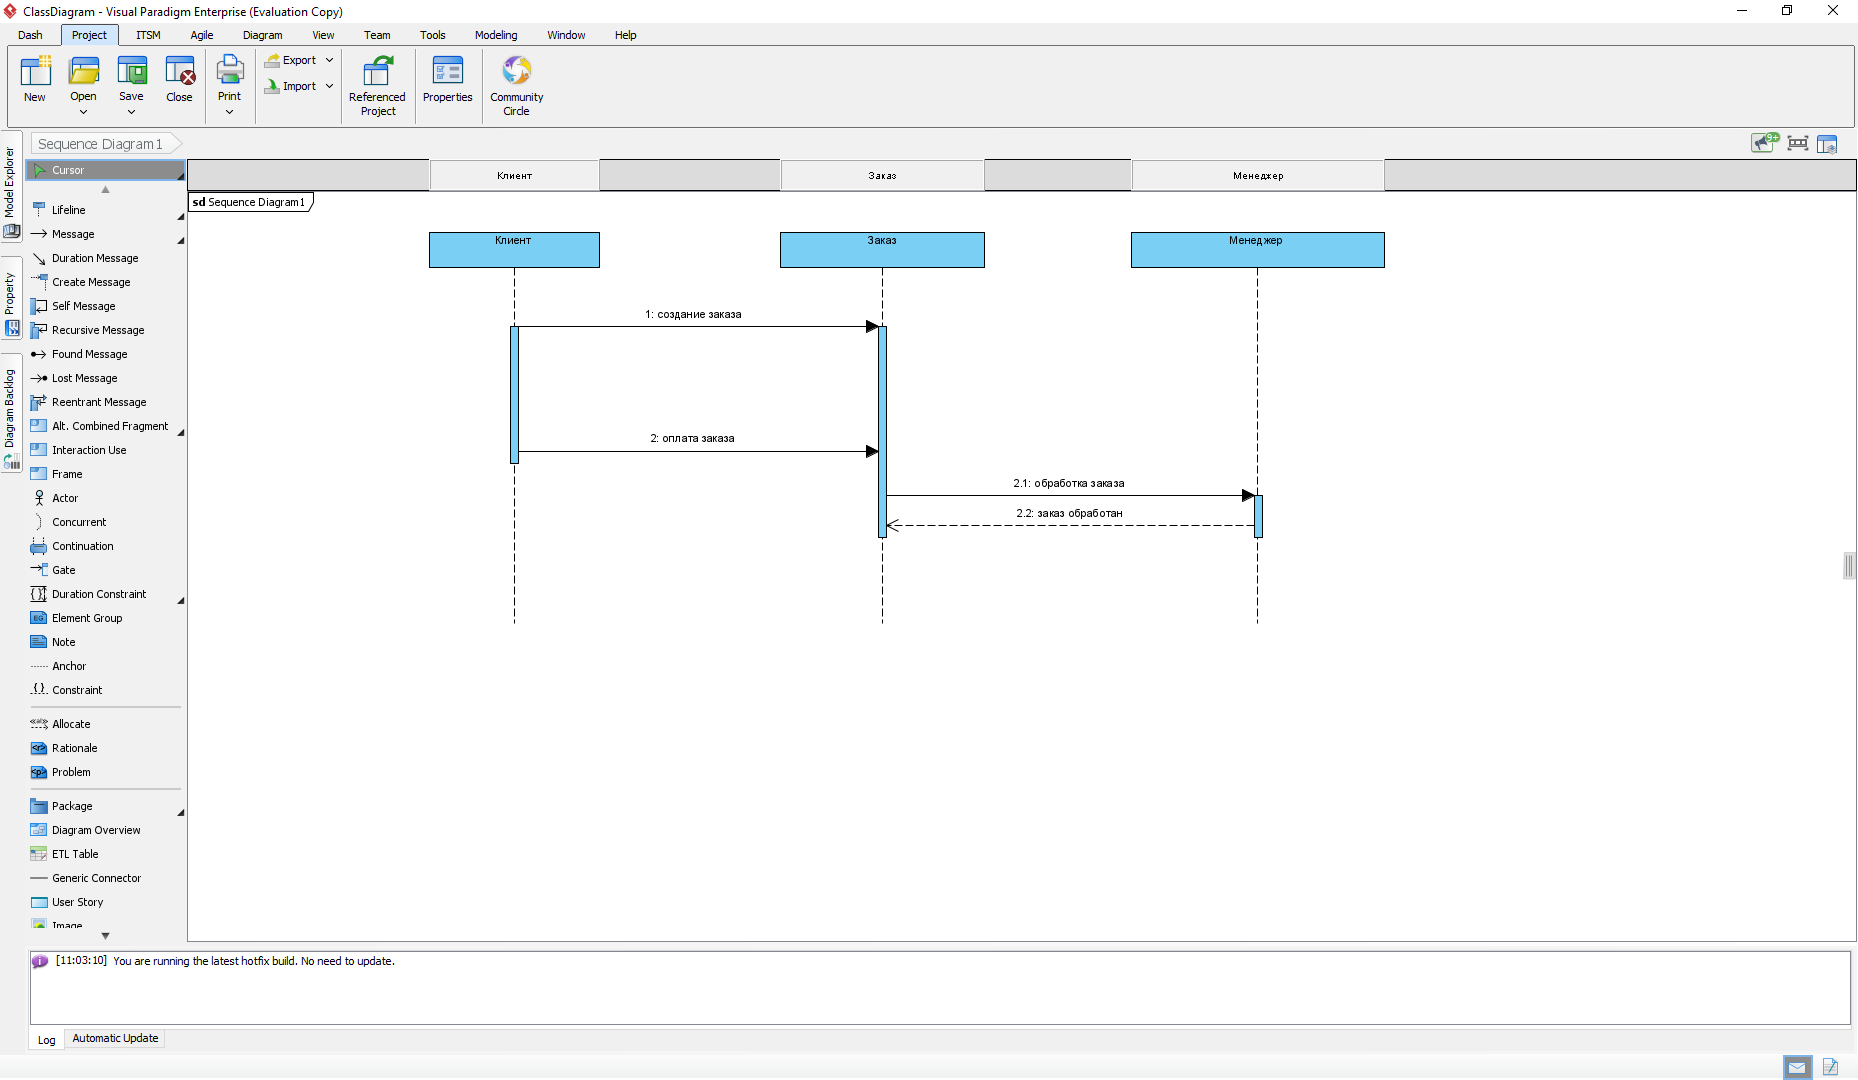 ClassDiagram - Visual Paradigm Enterprise (Evaluation Copy)
Dash Project ITSM Agile Diagram View Team Tools Modeling Window Help
New Open Save Close Print Export Import Referenced Project Properties Community Circle
Sequence Diagram1
9+
Model Explorer
Property
Diagram Backlog
Cursor
Lifeline
Message
Duration Message
Create Message
Self Message
Recursive Message
Found Message
Lost Message
Reentrant Message
Alt. Combined Fragment
Interaction Use
Frame
Actor
Concurrent
Continuation
Gate
Duration Constraint
EG Element Group
Note
Anchor
Constraint
Allocate
Rationale
Problem
Package
Diagram Overview
ETL Table
Generic Connector
User Story
Image
Клиент Заказ Менеджер
sd Sequence Diagram1
Клиент Заказ Менеджер
1: создание заказа
2: оплата заказа
2.1: обработка заказа
2.2: заказ обработан
[11:03:10] You are running the latest hotfix build. No need to update.
Log Automatic Update